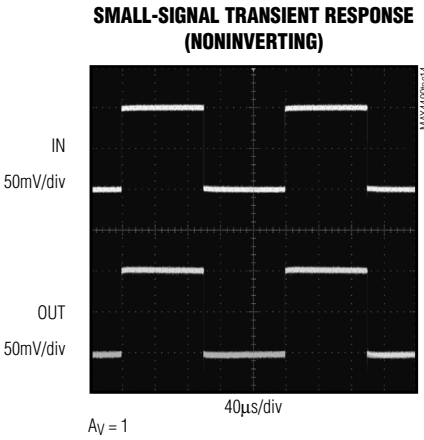 SMALL-SIGNAL TRANSIENT RESPONSE
(NONINVERTING)
IN
50mV/div
OUT
50mV/div
40μs/div
AV = 1